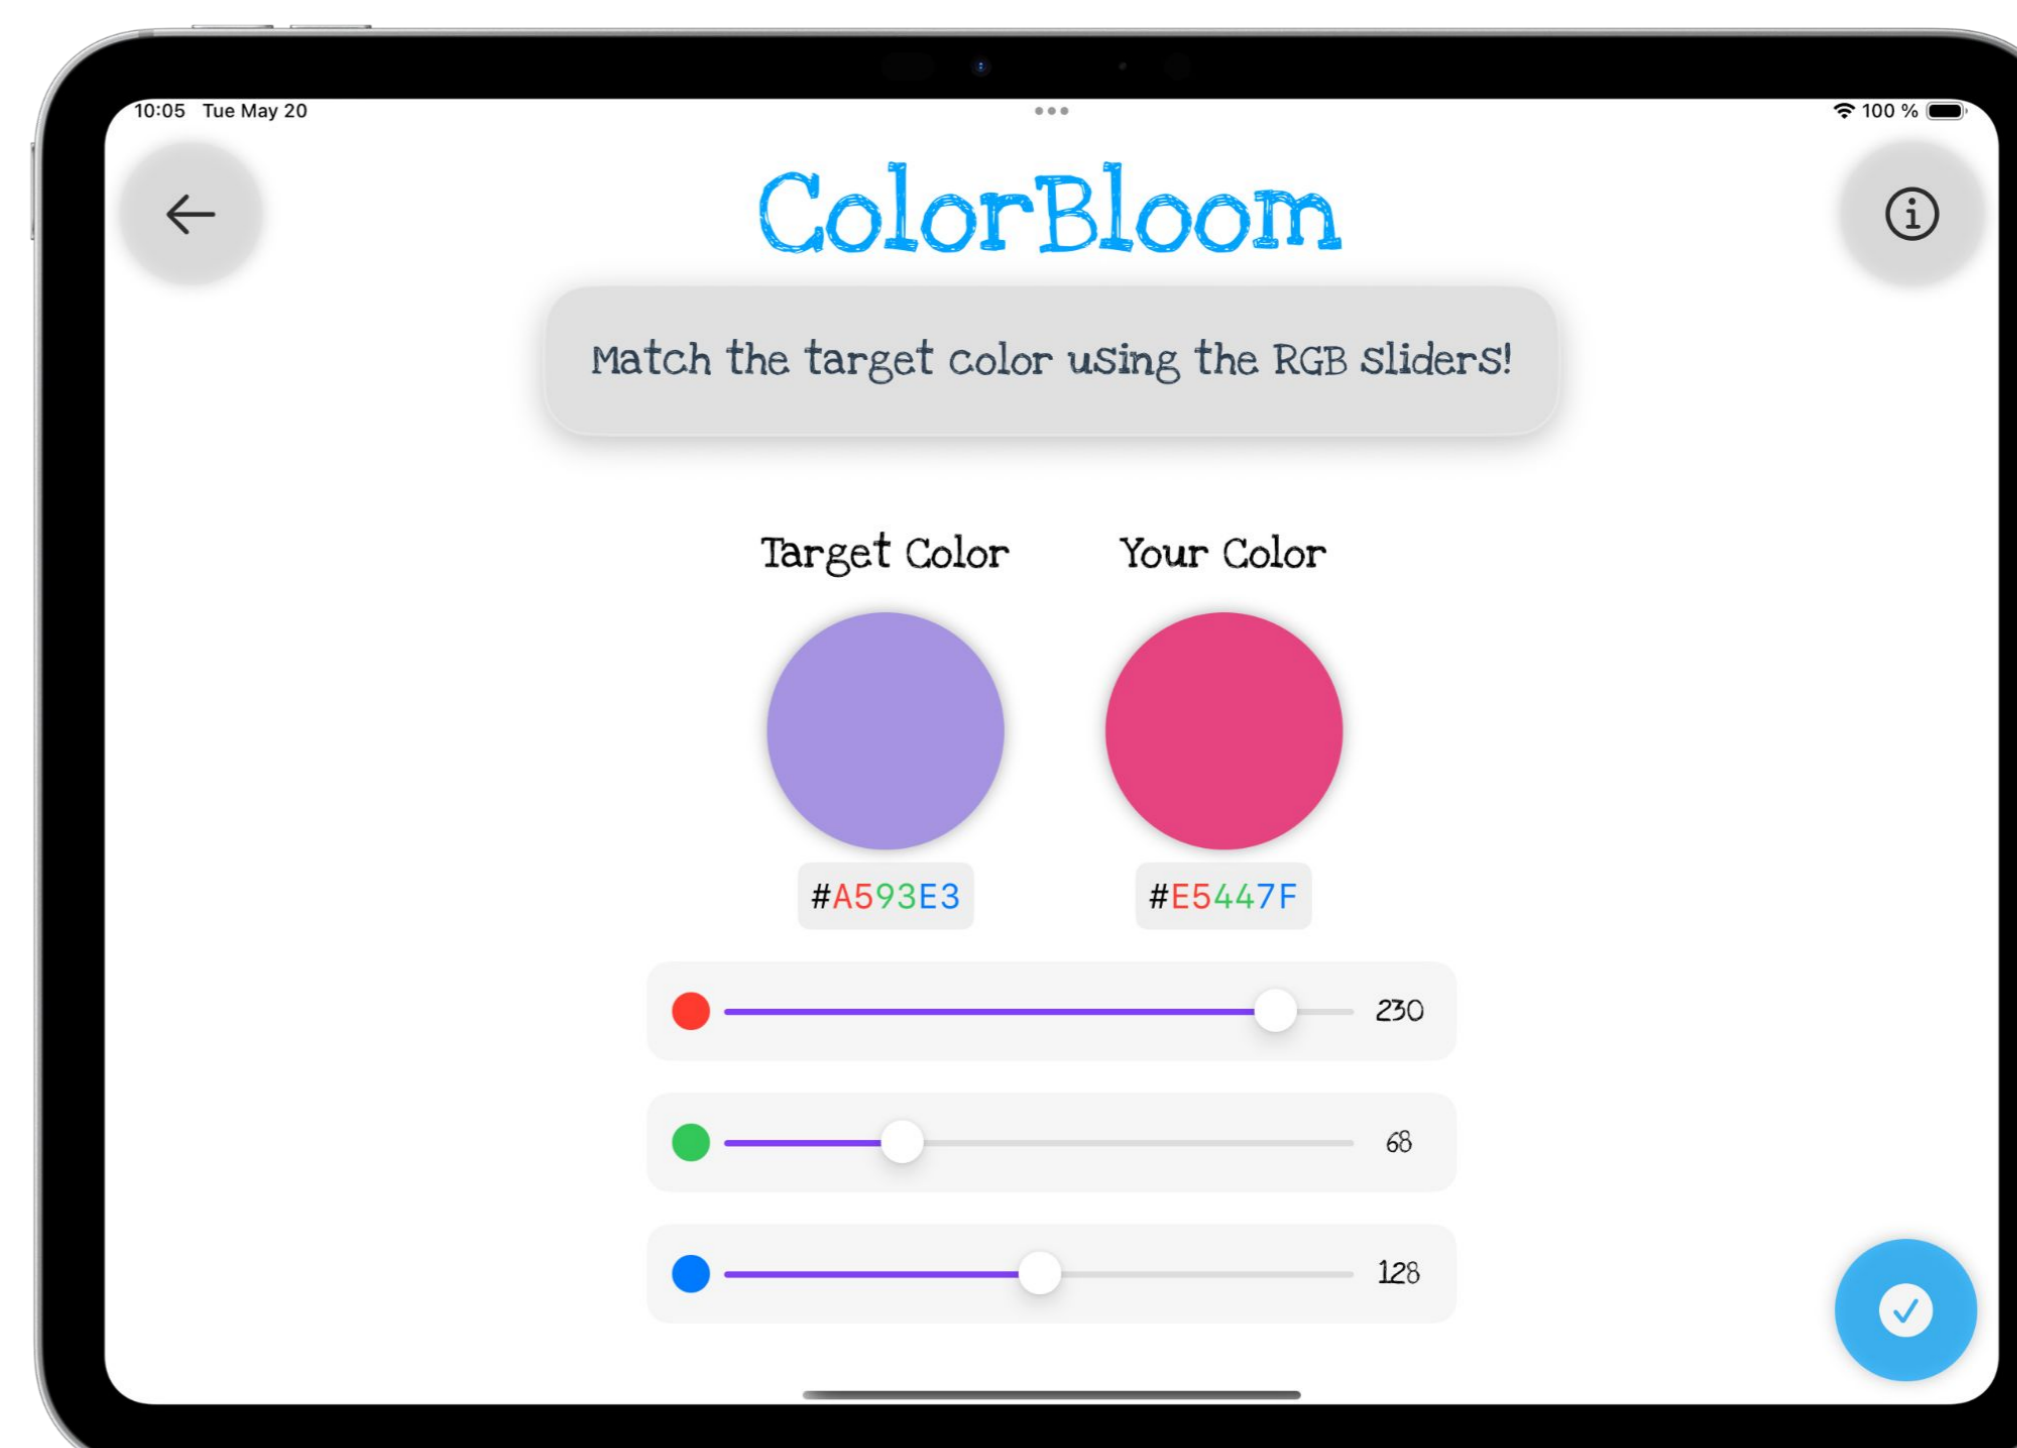 10:05 Tue May 20
100 %
ColorBloom
Match the target color using the RGB sliders!
Target Color
Your Color
#A593E3
#E5447F
230
68
128